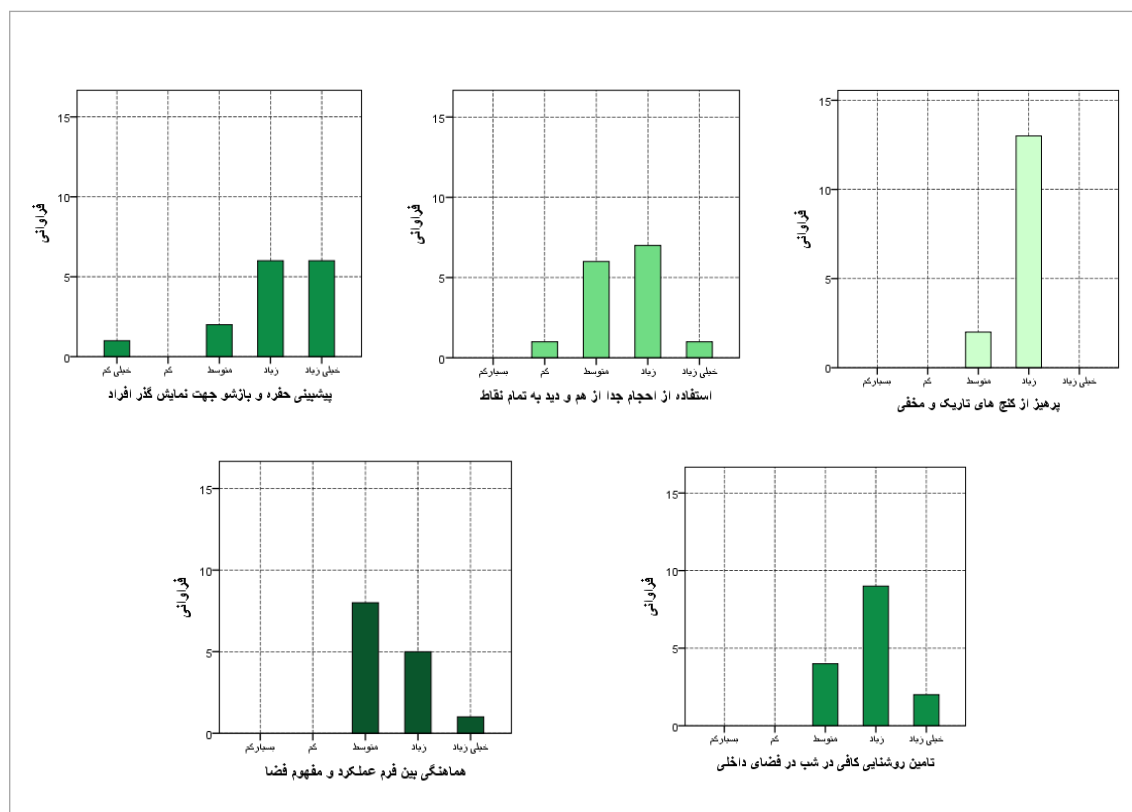 15
10
5
0
فراوانی
خیلی کم
کم
متوسط
زیاد
خیلی زیاد
پیشبینی حفره و بازشو جهت نمایش گذر افراد
15
10
5
0
فراوانی
بسیارکم
کم
متوسط
زیاد
خیلی زیاد
استفاده از احجام جدا از هم و دید به تمام نقاط
15
10
5
0
فراوانی
بسیارکم
کم
متوسط
زیاد
خیلی زیاد
پرهیز از کنج های تاریک و مخفی
15
10
5
0
فراوانی
بسیارکم
کم
متوسط
زیاد
خیلی زیاد
هماهنگی بین فرم عملکرد و مفهوم فضا
15
10
5
0
فراوانی
بسیارکم
کم
متوسط
زیاد
خیلی زیاد
تامین روشنایی کافی در شب در فضای داخلی